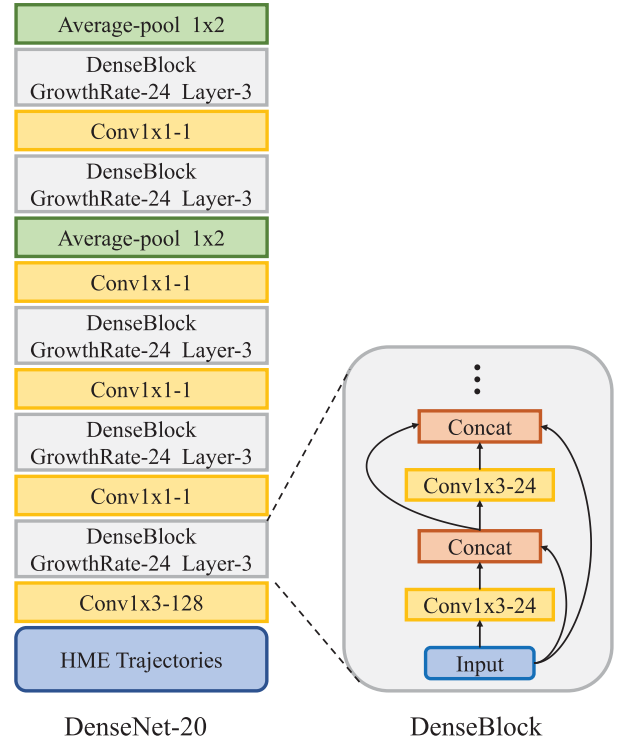 Average-pool 1x2
DenseBlock
GrowthRate-24 Layer-3
Conv1x1-1
DenseBlock
GrowthRate-24 Layer-3
Average-pool 1x2
Conv1x1-1
DenseBlock
GrowthRate-24 Layer-3
Conv1x1-1
DenseBlock
GrowthRate-24 Layer-3
Conv1x1-1
DenseBlock
GrowthRate-24 Layer-3
Conv1x3-128
HME Trajectories
DenseNet-20
Concat
Conv1x3-24
Concat
Conv1x3-24
Input
DenseBlock